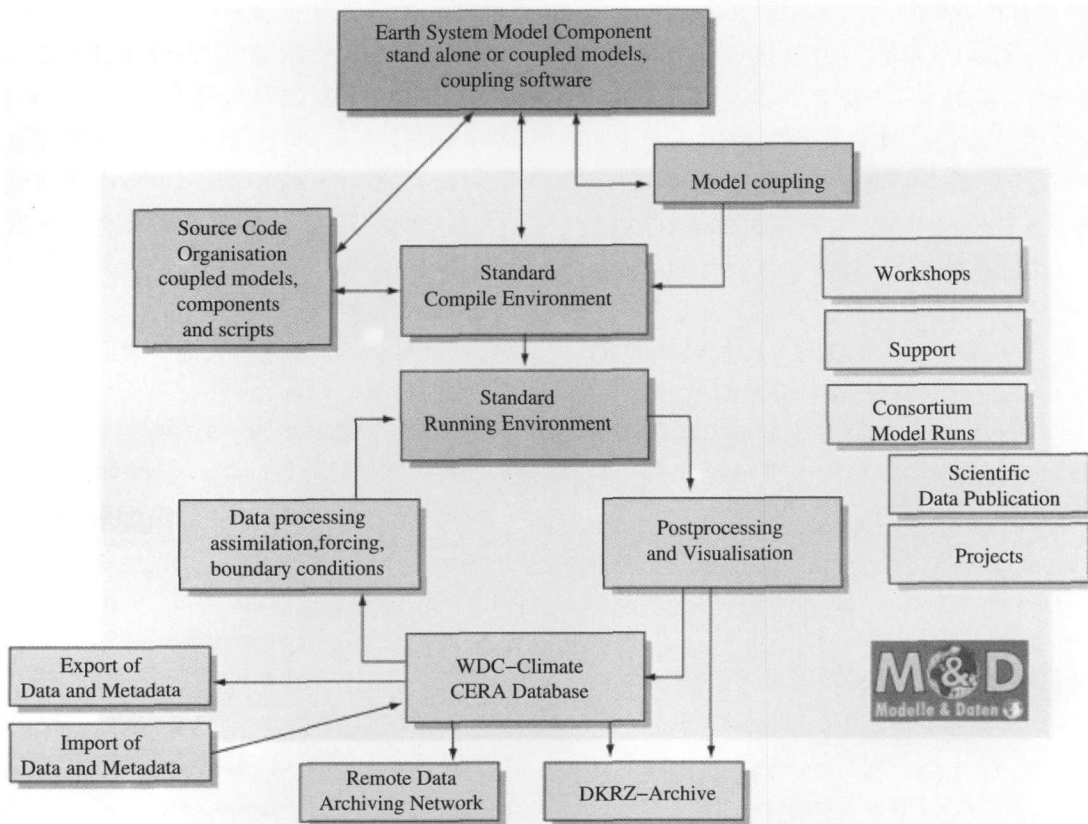 Earth System Model Component
stand alone or coupled models,
coupling software
Model coupling
Source Code
Organisation
coupled models,
components
and scripts
Standard
Compile Environment
Workshops
Support
Standard
Running Environment
Consortium
Model Runs
Scientific
Data Publication
Data processing
assimilation,forcing,
boundary conditions
Postprocessing
and Visualisation
Projects
Export of
Data and Metadata
WDC–Climate
CERA Database
M&D
Modelle & Daten
Import of
Data and Metadata
Remote Data
Archiving Network
DKRZ–Archive